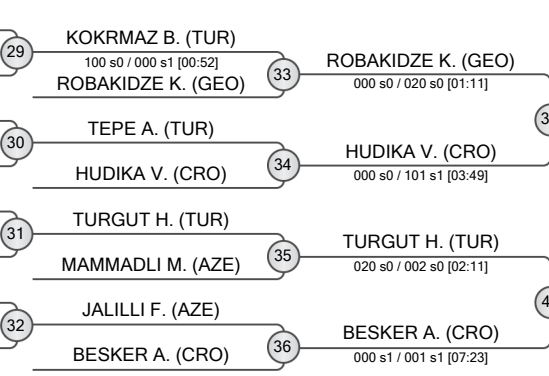 29
KOKRMAZ B. (TUR)
100 s0 / 000 s1 [00:52]
ROBAKIDZE K. (GEO)
33
ROBAKIDZE K. (GEO)
000 s0 / 020 s0 [01:11]
30
TEPE A. (TUR)
HUDIKA V. (CRO)
34
HUDIKA V. (CRO)
000 s0 / 101 s1 [03:49]
31
TURGUT H. (TUR)
MAMMADLI M. (AZE)
35
TURGUT H. (TUR)
020 s0 / 002 s0 [02:11]
32
JALILLI F. (AZE)
BESKER A. (CRO)
36
BESKER A. (CRO)
000 s1 / 001 s1 [07:23]